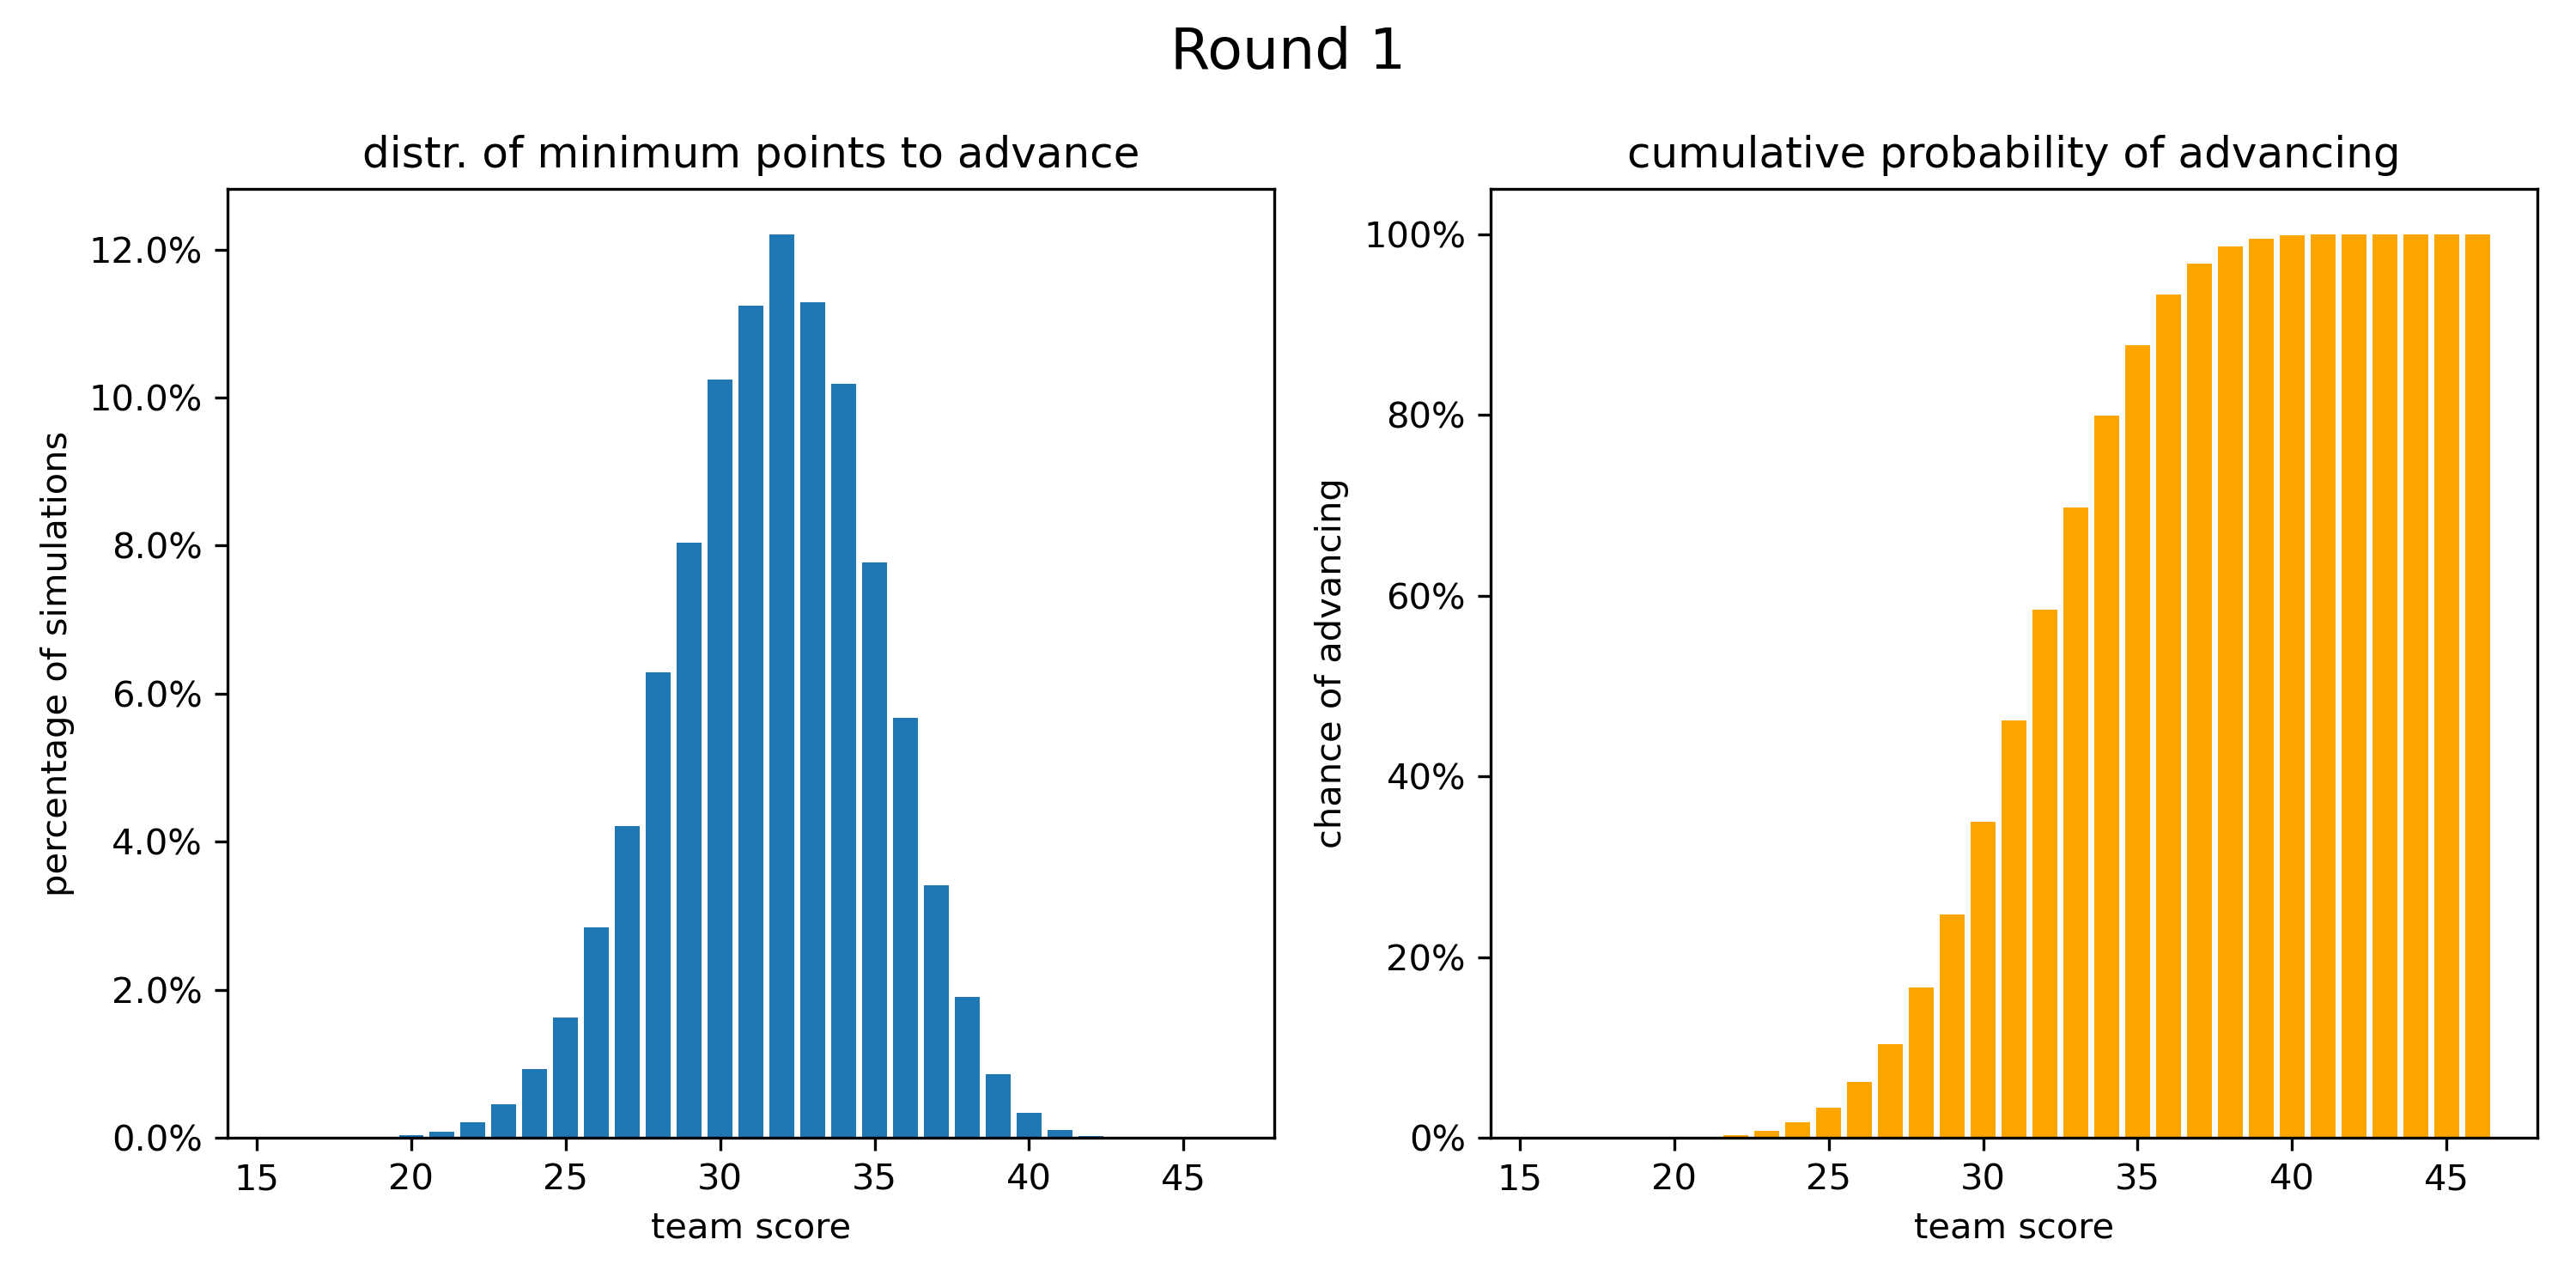 Round 1
distr. of minimum points to advance
percentage of simulations
12.0%
10.0%
8.0%
6.0%
4.0%
2.0%
0.0%
15 20 25 30 35 40 45
team score
cumulative probability of advancing
chance of advancing
100%
80%
60%
40%
20%
0%
15 20 25 30 35 40 45
team score